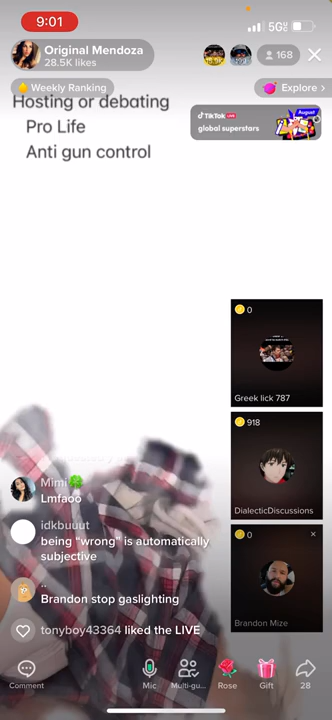 9:01
5G
Original Mendoza
28.5K likes
168
Weekly Ranking
Explore >
Hosting or debating
Pro Life
Anti gun control
TikTok LIVE
August
global superstars
0
Greek lick 787
918
DialecticDiscussions
0
Brandon Mize
Mimi
Lmfaoo
idkbuuut
being “wrong” is automatically
subjective
..
Brandon stop gaslighting
tonyboy43364 liked the LIVE
Comment
Mic
Multi-gu...
Rose
Gift
28